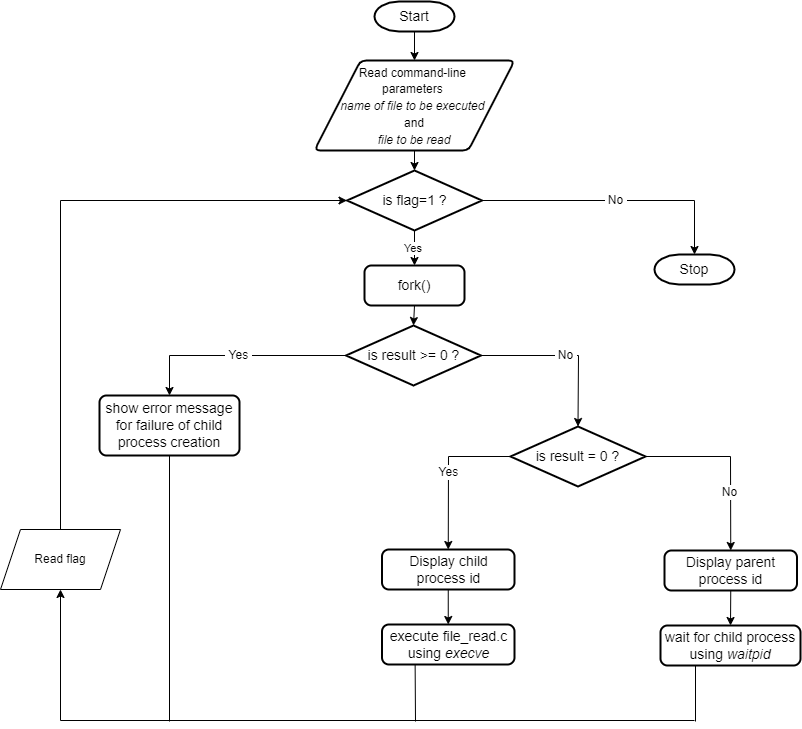 Start
Read command-line
parameters
name of file to be executed
and
file to be read
is flag=1 ?
No
Yes
Stop
fork()
is result >= 0 ?
Yes
No
show error message
for failure of child
process creation
is result = 0 ?
Yes
No
Read flag
Display child
process id
Display parent
process id
execute file_read.c
using execve
wait for child process
using waitpid